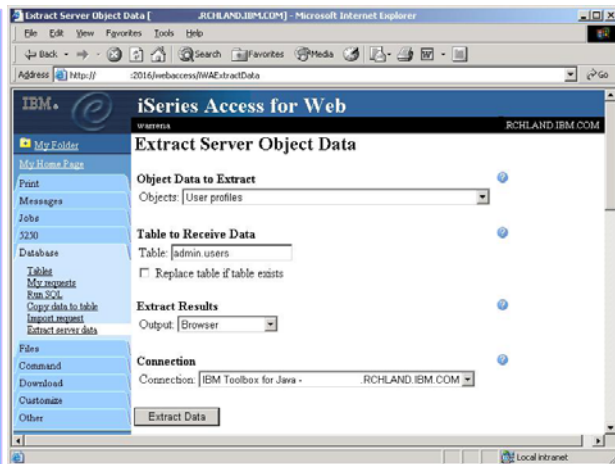 Extract Server Object Data [ .RCHLAND.IBM.COM] - Microsoft Internet Explorer
File Edit View Favorites Tools Help
Back Search Favorites Media
Address http:// :2016/webaccess/iWAExtractData Go
IBM. iSeries Access for Web
warrena RCHLAND.IBM.COM
My Folder
My Home Page
Print
Messages
Jobs
5250
Database
Tables
My requests
Run SQL
Copy data to table
Import request
Extract server data
Files
Command
Download
Customize
Other
Extract Server Object Data
Object Data to Extract
Objects: User profiles
Table to Receive Data
Table: admin.users
Replace table if table exists
Extract Results
Output: Browser
Connection
Connection: IBM Toolbox for Java - .RCHLAND.IBM.COM
Extract Data
Local intranet